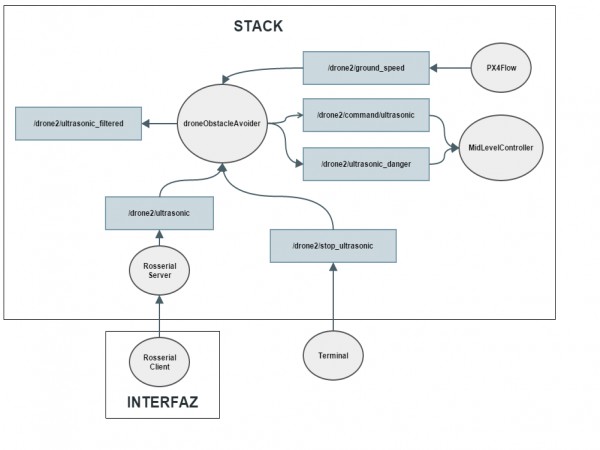 STACK
/drone2/ground_speed
PX4Flow
/drone2/ultrasonic_filtered
droneObstacleAvoider
/drone2/command/ultrasonic
MidLevelController
/drone2/ultrasonic_danger
/drone2/ultrasonic
/drone2/stop_ultrasonic
Rosserial
Server
Rosserial
Client
Terminal
INTERFAZ